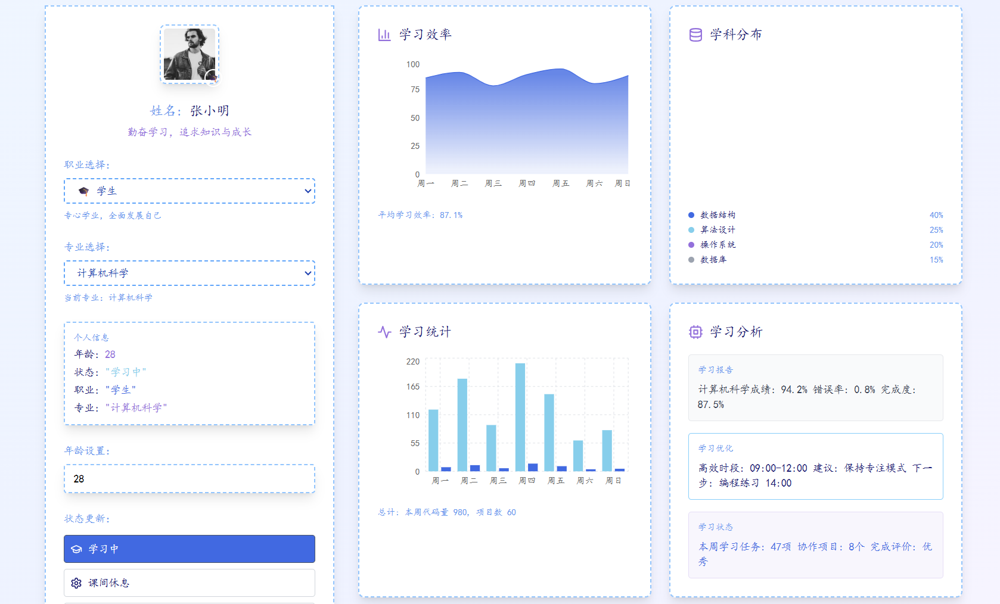 姓名: 张小明
勤奋学习, 追求知识与成长
职业选择:
学生
专心学业, 全面发展自己
专业选择:
计算机科学
当前专业: 计算机科学
个人信息
年龄: 28
状态: "学习中"
职业: "学生"
专业: "计算机科学"
年龄设置:
28
状态更新:
学习中
课间休息
学习效率
100
75
50
25
0
周一 周二 周三 周四 周五 周六 周日
平均学习效率: 87.1%
学科分布
数据结构 40%
算法设计 25%
操作系统 20%
数据库 15%
学习统计
220
165
110
55
0
周一 周二 周三 周四 周五 周六 周日
总计: 本周代码量 980, 项目数 60
学习分析
学习报告
计算机科学成绩: 94.2% 错误率: 0.8% 完成度:
87.5%
学习优化
高效时段: 09:00-12:00 建议: 保持专注模式 下一
步: 编程练习 14:00
学习状态
本周学习任务: 47项 协作项目: 8个 完成评价: 优
秀